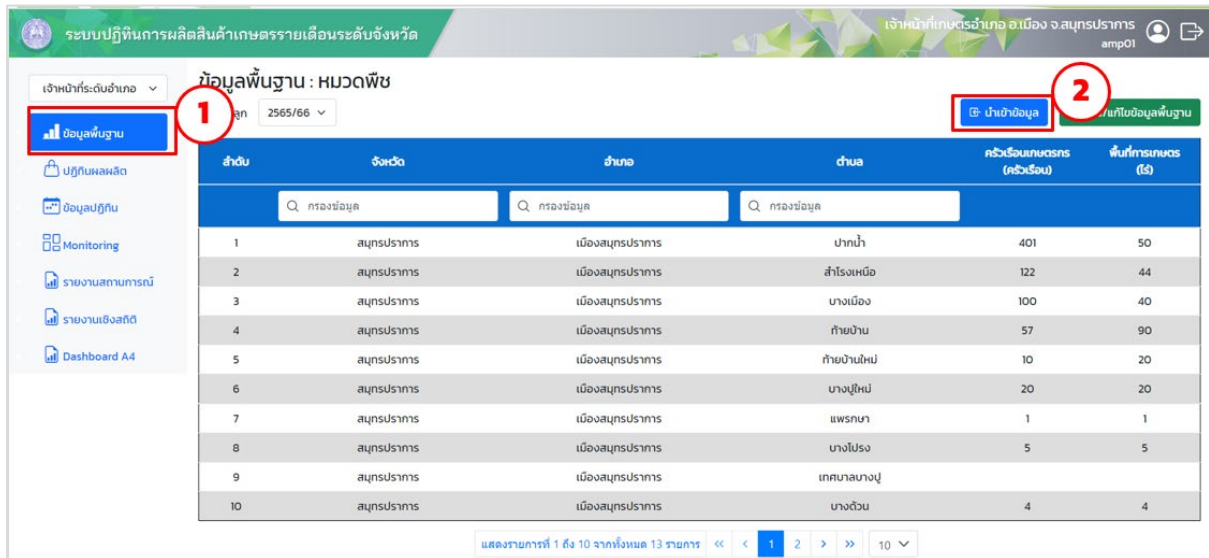 ระบบปฏิทินการผลิตสินค้าเกษตรรายเดือนระดับจังหวัด
เจ้าหน้าที่เกษตรอำเภอ อ.เมือง จ.สมุทรปราการ
amp01
เจ้าหน้าที่ระดับอำเภอ
ข้อมูลพื้นฐาน : หมวดพืช
1
2565/66
2
นำเข้าข้อมูล
/แก้ไขข้อมูลพื้นฐาน
ข้อมูลพื้นฐาน
ปฏิทินผลผลิต
ข้อมูลปฏิทิน
Monitoring
รายงานสถานการณ์
รายงานเชิงสถิติ
Dashboard A4
ลำดับ จังหวัด อำเภอ ตำบล ครัวเรือนเกษตรกร (ครัวเรือน) พื้นที่การเกษตร (ไร่)
กรองข้อมูล กรองข้อมูล กรองข้อมูล
1 สมุทรปราการ เมืองสมุทรปราการ ปากน้ำ 401 50
2 สมุทรปราการ เมืองสมุทรปราการ สำโรงเหนือ 122 44
3 สมุทรปราการ เมืองสมุทรปราการ บางเมือง 100 40
4 สมุทรปราการ เมืองสมุทรปราการ ท้ายบ้าน 57 90
5 สมุทรปราการ เมืองสมุทรปราการ ท้ายบ้านใหม่ 10 20
6 สมุทรปราการ เมืองสมุทรปราการ บางปูใหม่ 20 20
7 สมุทรปราการ เมืองสมุทรปราการ แพรกษา 1 1
8 สมุทรปราการ เมืองสมุทรปราการ บางโปรง 5 5
9 สมุทรปราการ เมืองสมุทรปราการ เทศบาลบางปู
10 สมุทรปราการ เมืองสมุทรปราการ บางด้วน 4 4
แสดงรายการที่ 1 ถึง 10 จากทั้งหมด 13 รายการ << < 1 2 > >> 10